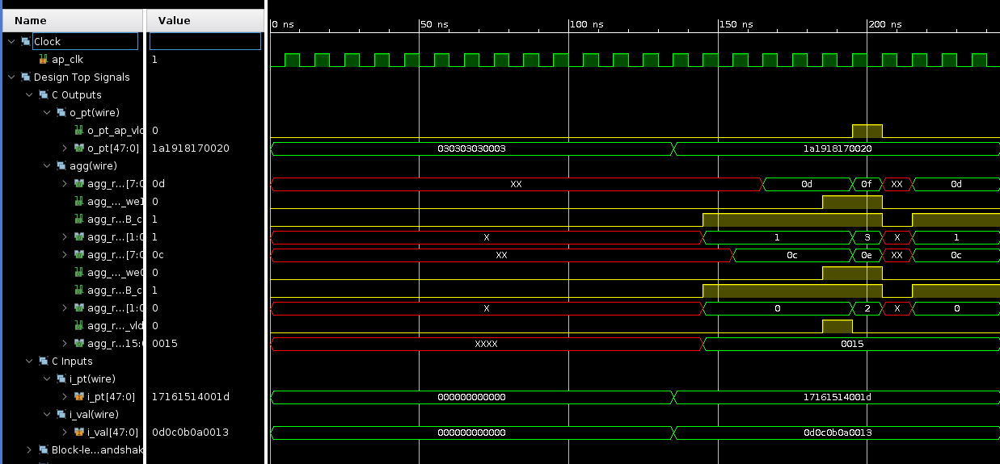 Name Value 0 ns 50 ns 100 ns 150 ns 200 ns
Clock
ap_clk 1
Design Top Signals
C Outputs
o_pt(wire)
o_pt_ap_vlc 0
o_pt[47:0] 1a1918170020 030303030003 1a1918170020
agg(wire)
agg_r...[7:0 0d XX 0d 0f XX 0d
agg_..._we1 0
agg_r...B_c 1
agg_r...[1:0 1 X 1 3 X 1
agg_r...[7:0 0c XX 0c 0e XX 0c
agg_..._we0 0
agg_r...B_c 1
agg_r...[1:0 0 X 0 2 X 0
agg_r..._vld 0
agg_r...15:0 0015 XXXX 0015
C Inputs
i_pt(wire)
i_pt[47:0] 17161514001d 000000000000 17161514001d
i_val(wire)
i_val[47:0] 0d0c0b0a0013 000000000000 0d0c0b0a0013
Block-le...andshak